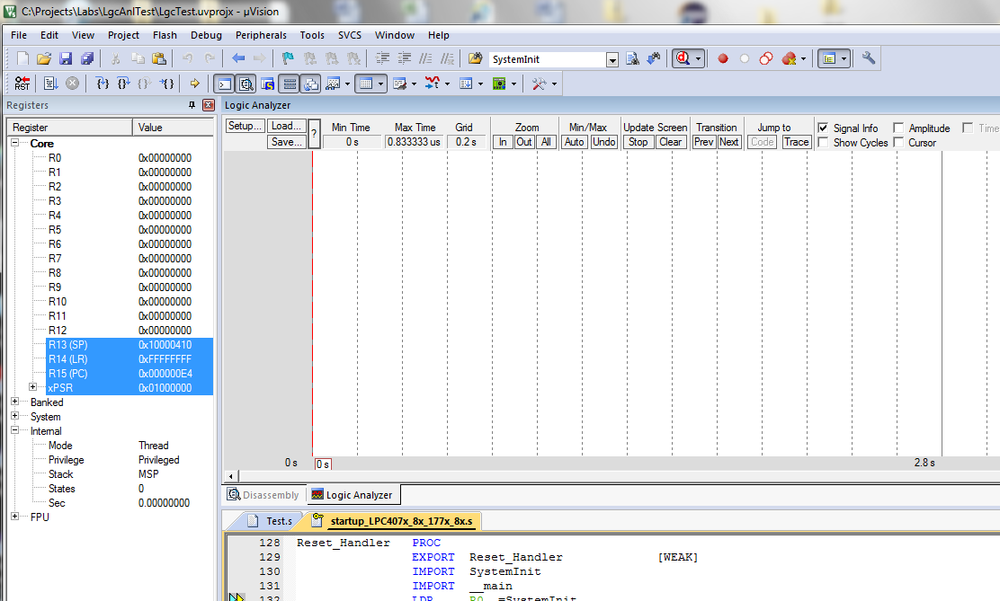 C:\Projects\Labs\LgcAnlTest\LgcTest.uvprojx - µVision
File Edit View Project Flash Debug Peripherals Tools SVCS Window Help
SystemInit
RST
Registers
Logic Analyzer
Register Value
Core
R0 0x00000000
R1 0x00000000
R2 0x00000000
R3 0x00000000
R4 0x00000000
R5 0x00000000
R6 0x00000000
R7 0x00000000
R8 0x00000000
R9 0x00000000
R10 0x00000000
R11 0x00000000
R12 0x00000000
R13 (SP) 0x10000410
R14 (LR) 0xFFFFFFFF
R15 (PC) 0x000000E4
xPSR 0x01000000
Banked
System
Internal
Mode Thread
Privilege Privileged
Stack MSP
States 0
Sec 0.00000000
FPU
Setup... Load... ? Min Time Max Time Grid Zoom Min/Max Update Screen Transition Jump to Signal Info Amplitude Time
Save... 0 s 0.833333 us 0.2 s In Out All Auto Undo Stop Clear Prev Next Code Trace Show Cycles Cursor
0 s 0 s 2.8 s
Disassembly Logic Analyzer
Test.s startup_LPC407x_8x_177x_8x.s
128 Reset_Handler PROC
129 EXPORT Reset_Handler [WEAK]
130 IMPORT SystemInit
131 IMPORT __main
132 LDR R0, =SystemInit